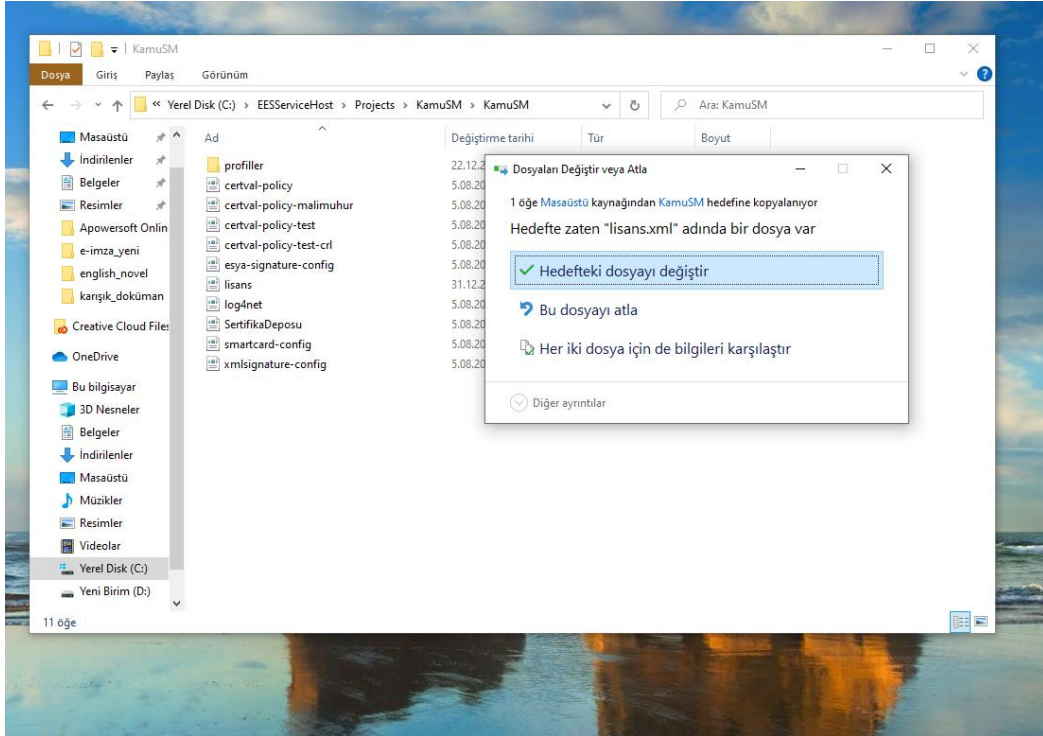 KamuSM
Dosya Giriş Paylaş Görünüm
« Yerel Disk (C:) › EESServiceHost › Projects › KamuSM › KamuSM
Ara: KamuSM
Masaüstü
İndirilenler
Belgeler
Resimler
Apowersoft Onlin
e-imza_yeni
english_novel
karışık_doküman
Creative Cloud Files
OneDrive
Bu bilgisayar
3D Nesneler
Belgeler
İndirilenler
Masaüstü
Müzikler
Resimler
Videolar
Yerel Disk (C:)
Yeni Birim (D:)
Ad Değiştirme tarihi Tür Boyut
profiller 22.12.2
certval-policy 5.08.20
certval-policy-malimuhur 5.08.20
certval-policy-test 5.08.20
certval-policy-test-crl 5.08.20
esya-signature-config 5.08.20
lisans 31.12.2
log4net 5.08.20
SertifikaDeposu 5.08.20
smartcard-config 5.08.20
xmlsignature-config 5.08.20
Dosyaları Değiştir veya Atla
1 öğe Masaüstü kaynağından KamuSM hedefine kopyalanıyor
Hedefte zaten "lisans.xml" adında bir dosya var
Hedefteki dosyayı değiştir
Bu dosyayı atla
Her iki dosya için de bilgileri karşılaştır
Diğer ayrıntılar
11 öğe